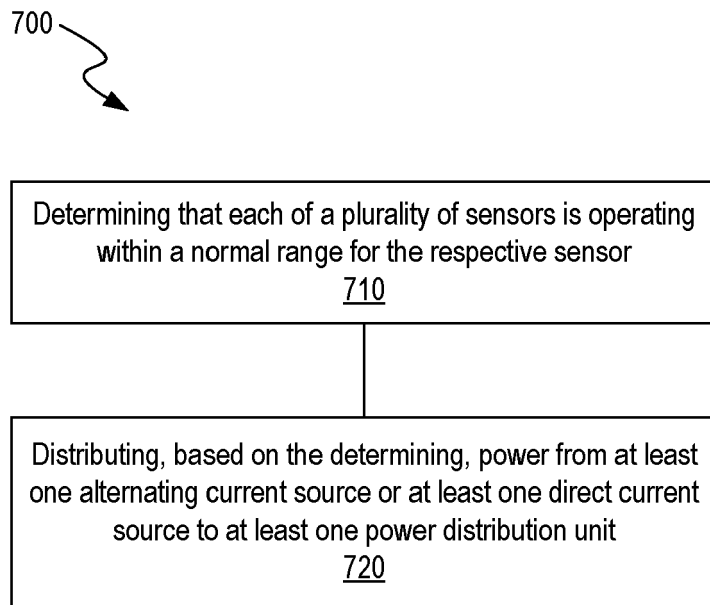 700
Determining that each of a plurality of sensors is operating
within a normal range for the respective sensor
710
Distributing, based on the determining, power from at least
one alternating current source or at least one direct current
source to at least one power distribution unit
720